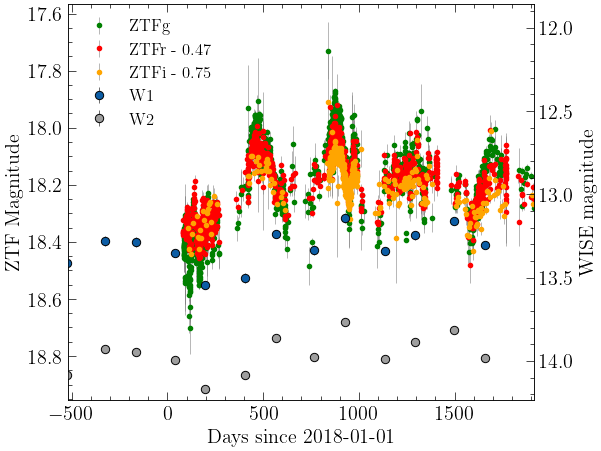 ZTFg
ZTFr - 0.47
ZTFi - 0.75
W1
W2
17.6
17.8
18.0
18.2
18.4
18.6
18.8
ZTF Magnitude
12.0
12.5
13.0
13.5
14.0
WISE magnitude
−500 0 500 1000 1500
Days since 2018-01-01